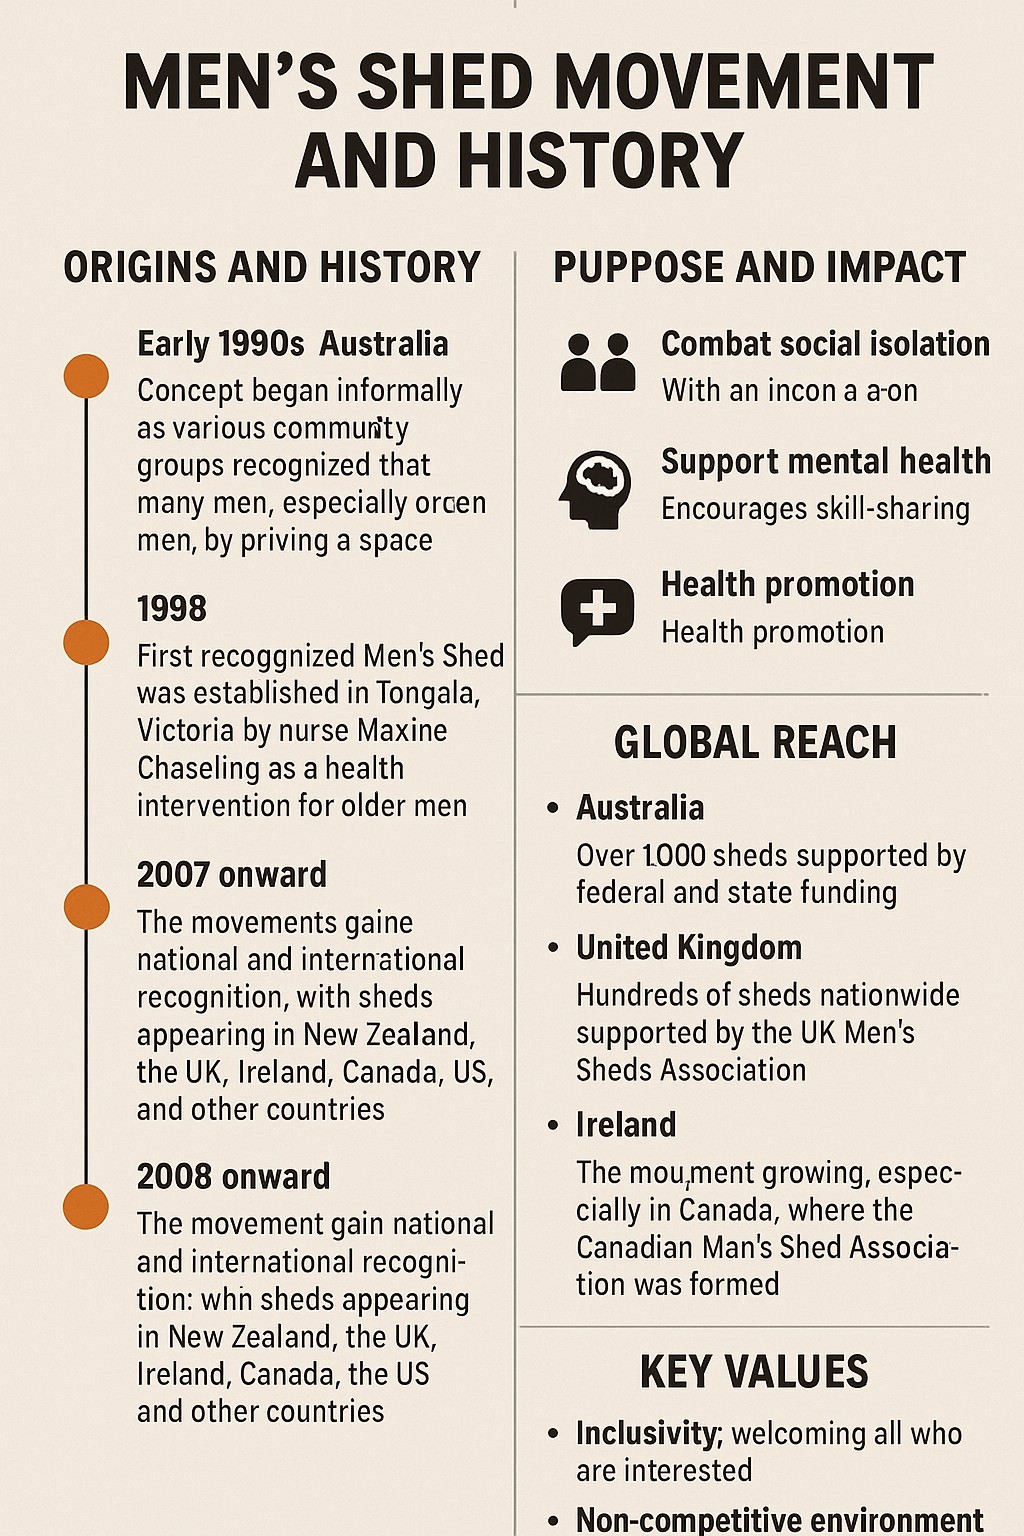 MEN'S SHED MOVEMENT
AND HISTORY
ORIGINS AND HISTORY
Early 1990s Australia
Concept began informally
as various community
groups recognized that
many men, especially
men, by priving a space
1998
First recoggnized Men's Shed
was established in Tongala,
Victoria by nurse Maxine
Chaseling as a health
intervention for older men
2007 onward
The movements gaine
national and international
recognition, with sheds
appearing in New Zealand,
the UK, Ireland, Canada, US,
and other countries
2008 onward
The movement gain national
and international recogni-
tion: whn sheds appearing
in New Zealand, the UK,
Ireland, Canada, the US
and other countries
PUPPOSE AND IMPACT
Combat social isolation
With an incon a a-on
Support mental health
Encourages skill-sharing
Health promotion
Health promotion
GLOBAL REACH
• Australia
Over 1.000 sheds supported by
federal and state funding
• United Kingdom
Hundreds of sheds nationwide
supported by the UK Men's
Sheds Association
• Ireland
The growing, espec-
cially in Canada, where the
Canadian Man's Shed Associa-
tion was formed
KEY VALUES
• Inclusivity; welcoming all who
are interested
• Non-competitive environment